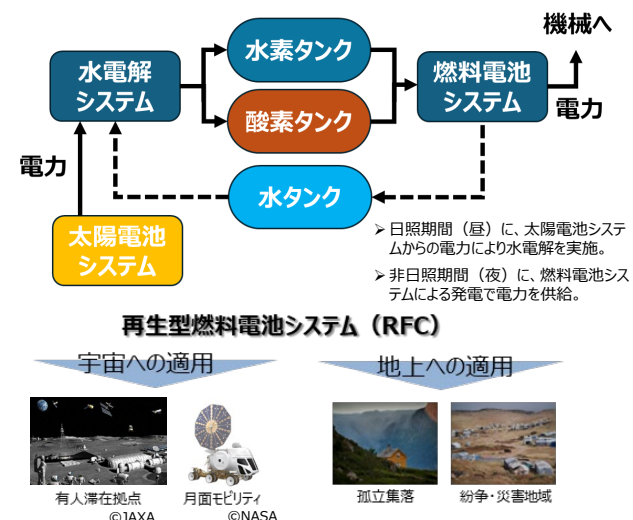 機械へ
水素タンク
水電解
システム
燃料電池
システム
酸素タンク
電力
電力
水タンク
太陽電池
システム
➢日照期間（昼）に、太陽電池システ
ムからの電力により水電解を実施。
➢非日照期間（夜）に、燃料電池シス
テムによる発電で電力を供給。
再生型燃料電池システム（RFC）
宇宙への適用
地上への適用
有人滞在拠点
©JAXA
月面モビリティ
©NASA
孤立集落
紛争・災害地域